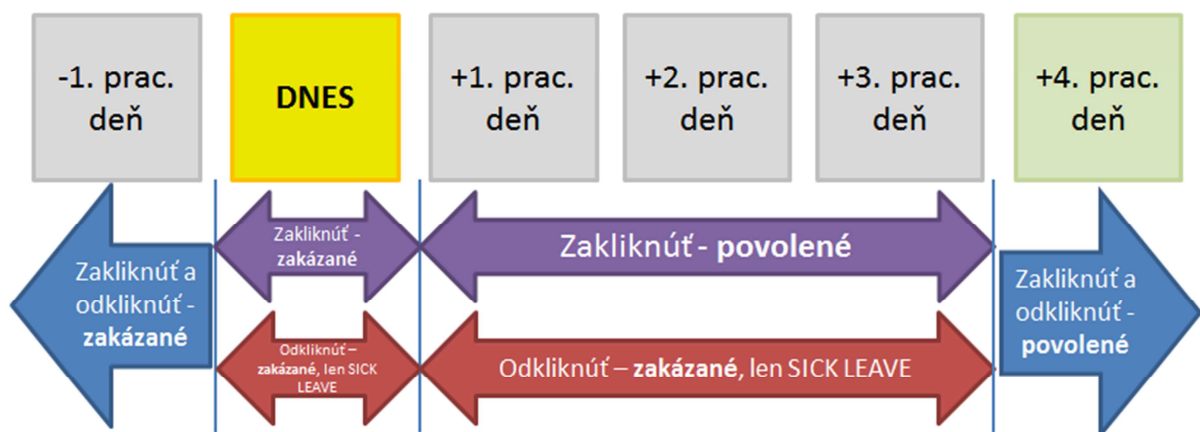 -1. prac.
deň
DNES
+1. prac.
deň
+2. prac.
deň
+3. prac.
deň
+4. prac.
deň
Zakliknúť a
odkliknúť -
zakázané
Zakliknúť -
zakázané
Zakliknúť - povolené
Zakliknúť a
odkliknúť -
povolené
Odkliknúť –
zakázané, len SICK
LEAVE
Odkliknúť – zakázané, len SICK LEAVE